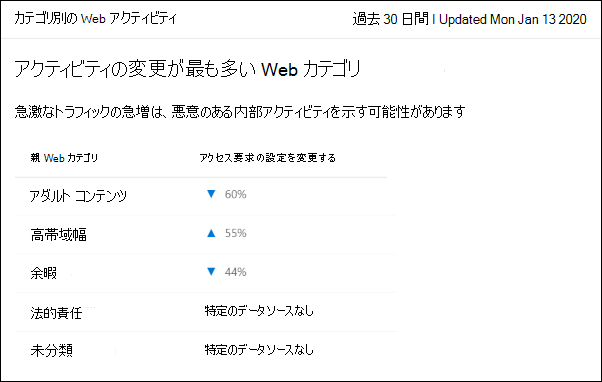 カテゴリ別の Web アクティビティ 過去 30 日間 | Updated Mon Jan 13 2020
アクティビティの変更が最も多い Web カテゴリ
急激なトラフィックの急増は、悪意のある内部アクティビティを示す可能性があります
親 Web カテゴリ アクセス要求の設定を変更する
アダルト コンテンツ ▼ 60%
高帯域幅 ▲ 55%
余暇 ▼ 44%
法的責任 特定のデータソースなし
未分類 特定のデータソースなし